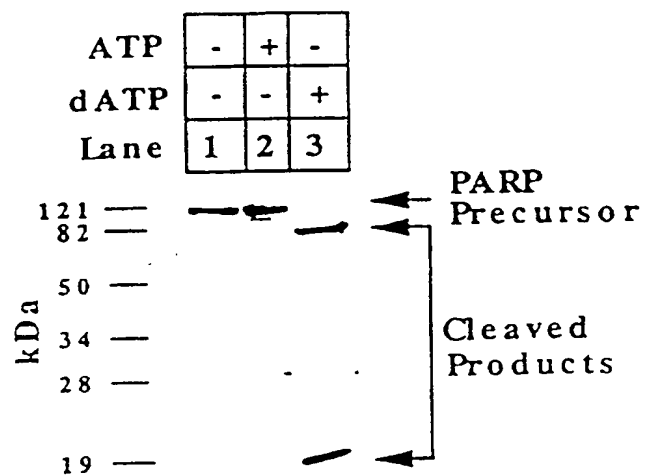 ATP - + -
dATP - - +
Lane 1 2 3
PARP
Precursor
121
82
50
34
28
19
kDa
Cleaved
Products